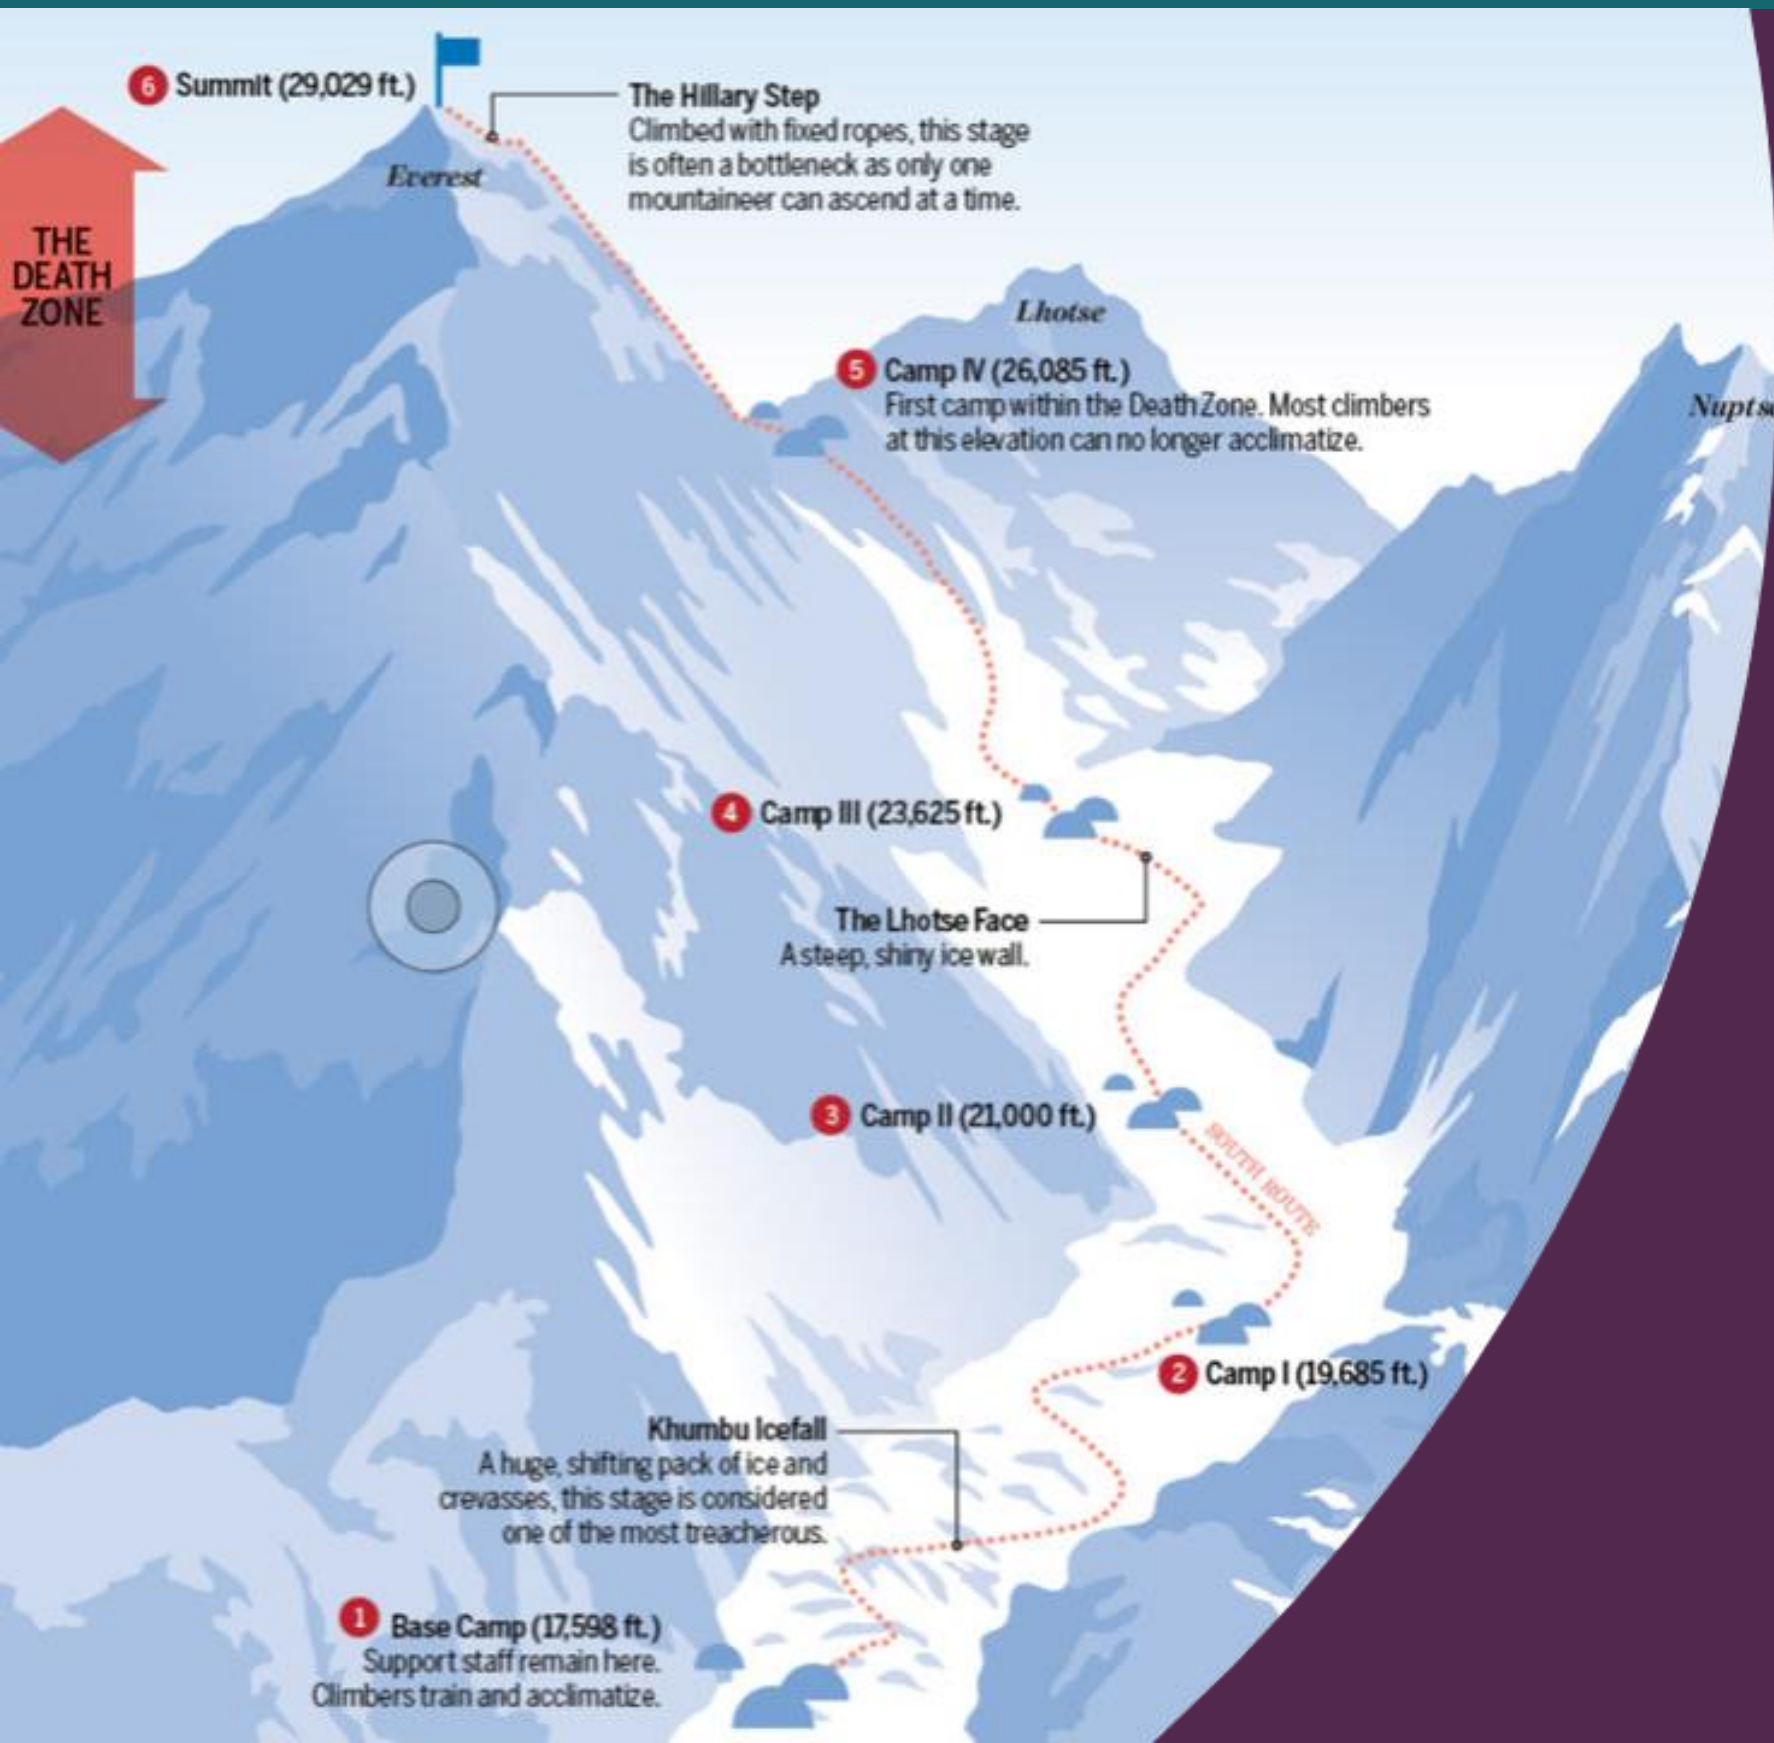 6 Summit (29,029 ft.)
The Hillary Step
Climbed with fixed ropes, this stage
is often a bottleneck as only one
mountaineer can ascend at a time.
Everest
THE
DEATH
ZONE
Lhotse
5 Camp IV (26,085 ft.)
First camp within the Death Zone. Most climbers
at this elevation can no longer acclimatize.
4 Camp III (23,625 ft.)
The Lhotse Face
A steep, shiny ice wall.
3 Camp II (21,000 ft.)
SOUTH ROUTE
2 Camp I (19,685 ft.)
Khumbu Icefall
A huge, shifting pack of ice and
crevasses, this stage is considered
one of the most treacherous.
1 Base Camp (17,598 ft.)
Support staff remain here.
Climbers train and acclimatize.